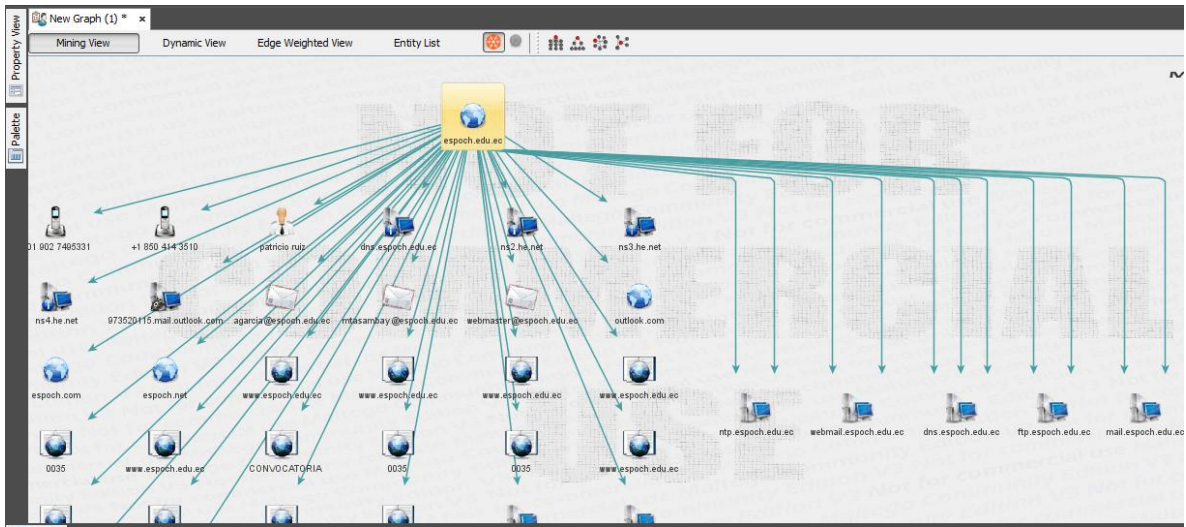 New Graph (1) *
Mining View Dynamic View Edge Weighted View Entity List
Property View
Palette
NOT FOR
COMMERCIAL
USE
espoch.edu.ec
01 902 7495331 +1 850 414 3510 patricio ruiz dns.espoch.edu.ec ns2.he.net ns3.he.net
ns4.he.net 973520115.mail.outlook.com agarcia@espoch.edu.ec mtasambay@espoch.edu.ec webmaster@espoch.edu.ec outlook.com
espoch.com espoch.net www.espoch.edu.ec www.espoch.edu.ec www.espoch.edu.ec www.espoch.edu.ec
ntp.espoch.edu.ec webmail.espoch.edu.ec dns.espoch.edu.ec ftp.espoch.edu.ec mail.espoch.edu.ec
0035 www.espoch.edu.ec CONVOCATORIA 0035 0035 www.espoch.edu.ec